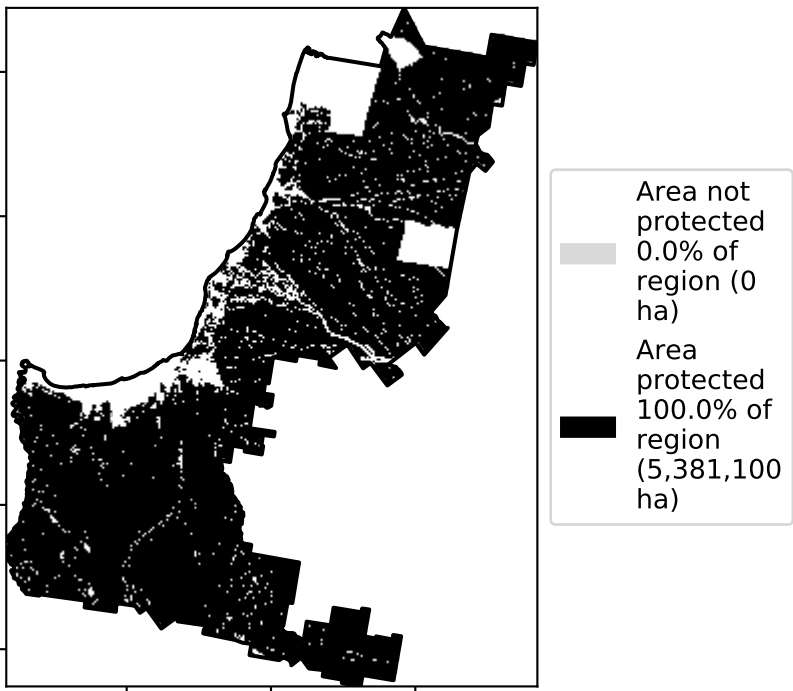 Area not
protected
0.0% of
region (0
ha)
Area
protected
100.0% of
region
(5,381,100
ha)